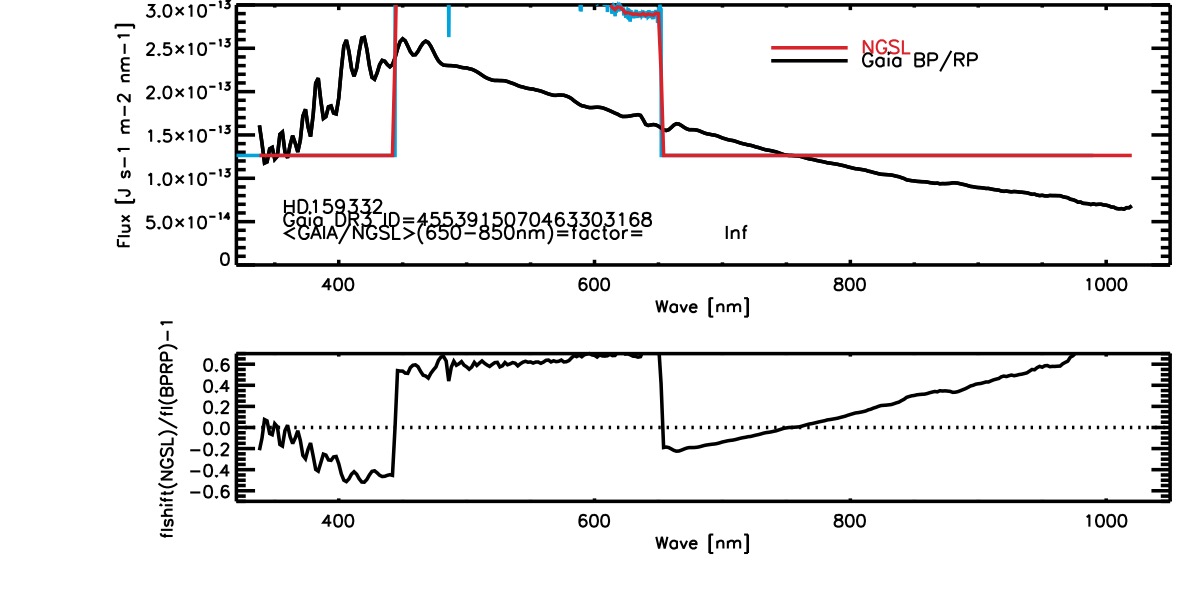 3.0×10−13
2.5×10−13
2.0×10−13
1.5×10−13
1.0×10−13
5.0×10−14
0
Flux [J s−1 m−2 nm−1]
NGSL
Gaia BP/RP
HD159332
Gaia DR3 ID=4553915070463303168
<GAIA/NGSL>(650−850nm)=factor= Inf
400 600 800 1000
Wave [nm]
0.6
0.4
0.2
0.0
−0.2
−0.4
−0.6
flshift(NGSL)/fl(BPRP)−1
400 600 800 1000
Wave [nm]